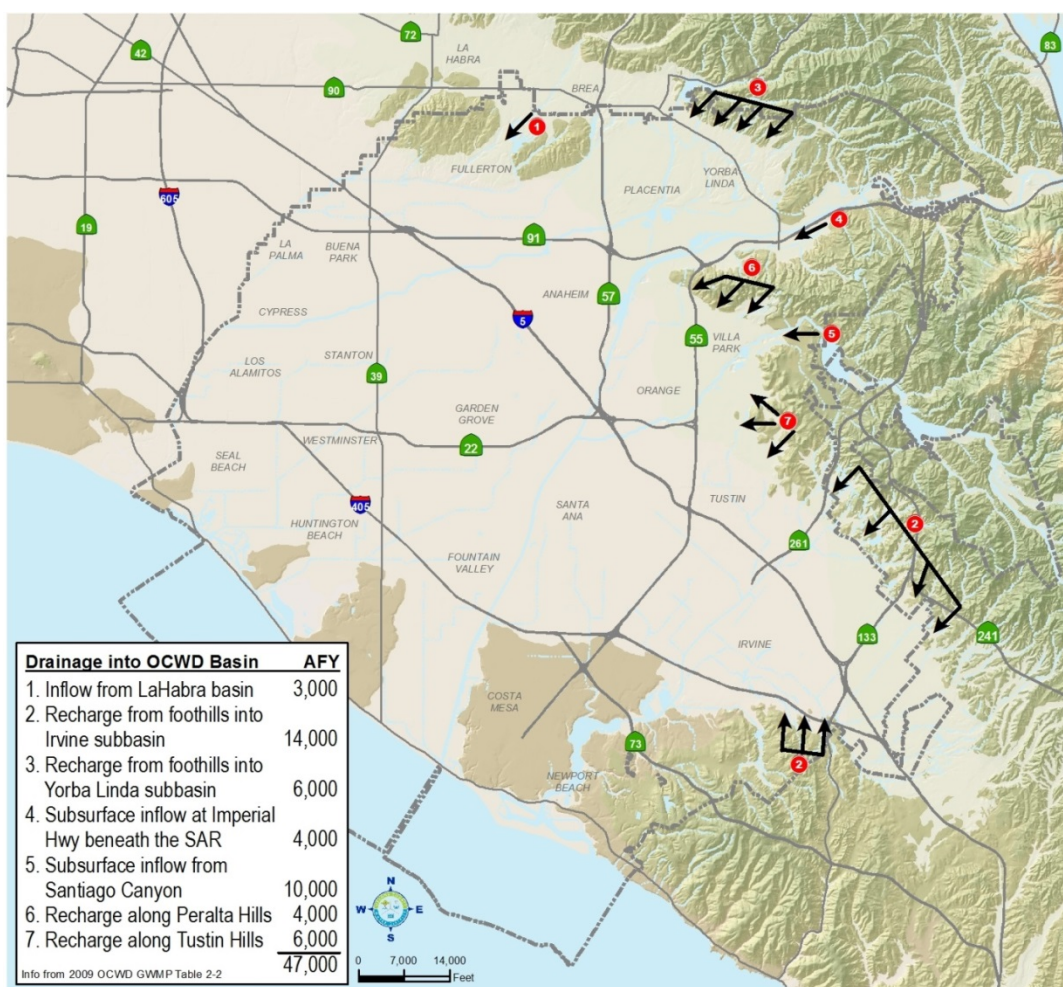 72
LA
HABRA
42
83
90
BREA
3
1
FULLERTON
YORBA
LINDA
PLACENTIA
605
19
4
LA
PALMA
BUENA
PARK
91
6
ANAHEIM
57
CYPRESS
5
55
VILLA
PARK
5
STANTON
LOS
ALAMITOS
39
ORANGE
GARDEN
GROVE
7
WESTMINSTER
22
SEAL
BEACH
TUSTIN
405
SANTA
ANA
2
HUNTINGTON
BEACH
261
FOUNTAIN
VALLEY
IRVINE
133
241
COSTA
MESA
73
2
NEWPORT
BEACH
Drainage into OCWD Basin AFY
1. Inflow from LaHabra basin 3,000
2. Recharge from foothills into
Irvine subbasin 14,000
3. Recharge from foothills into
Yorba Linda subbasin 6,000
4. Subsurface inflow at Imperial
Hwy beneath the SAR 4,000
5. Subsurface inflow from
Santiago Canyon 10,000
6. Recharge along Peralta Hills 4,000
7. Recharge along Tustin Hills 6,000
47,000
Info from 2009 OCWD GWMP Table 2-2
N
W E
S
0 7,000 14,000
Feet